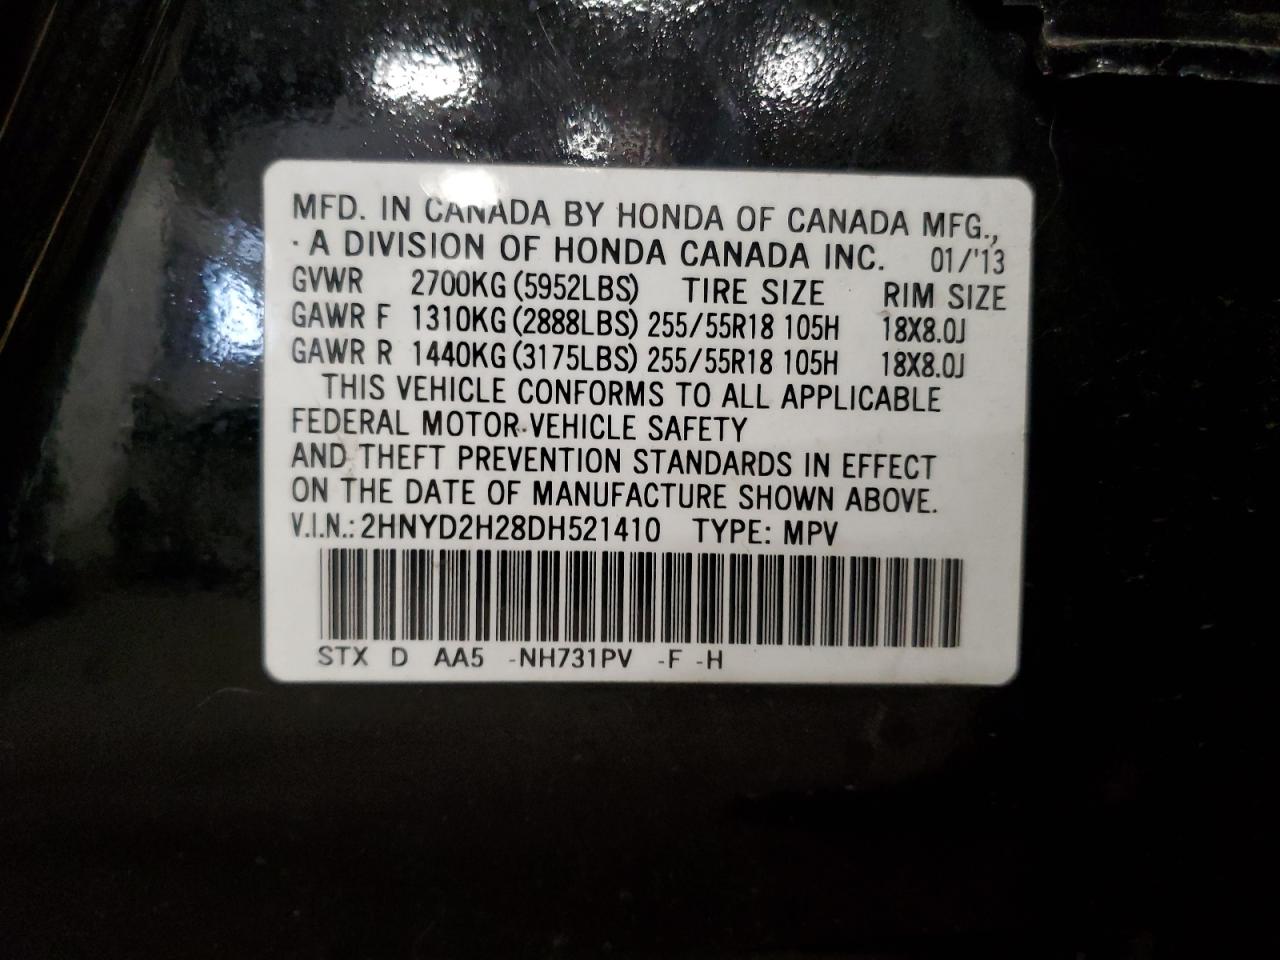 MFD. IN CANADA BY HONDA OF CANADA MFG.,
· A DIVISION OF HONDA CANADA INC. 01/'13
GVWR 2700KG (5952LBS) TIRE SIZE RIM SIZE
GAWR F 1310KG (2888LBS) 255/55R18 105H 18X8.0J
GAWR R 1440KG (3175LBS) 255/55R18 105H 18X8.0J
THIS VEHICLE CONFORMS TO ALL APPLICABLE
FEDERAL MOTOR VEHICLE SAFETY
AND THEFT PREVENTION STANDARDS IN EFFECT
ON THE DATE OF MANUFACTURE SHOWN ABOVE.
V.I.N.: 2HNYD2H28DH521410 TYPE: MPV
STX D AA5 -NH731PV -F -H